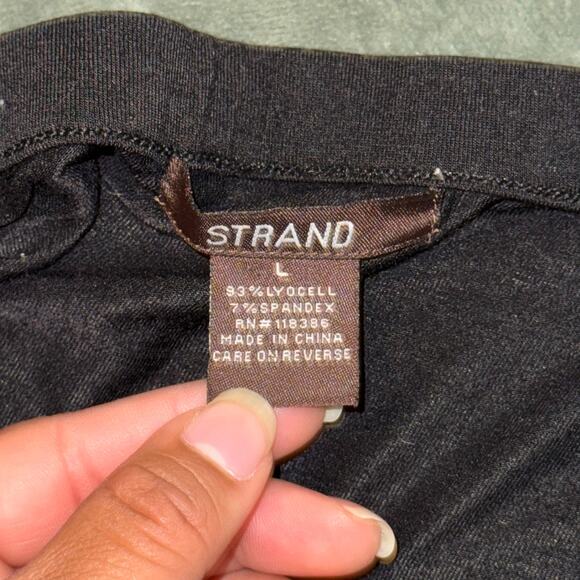 STRAND
L
93% LYOCELL
7% SPANDEX
RN# 118386
MADE IN CHINA
CARE ON REVERSE